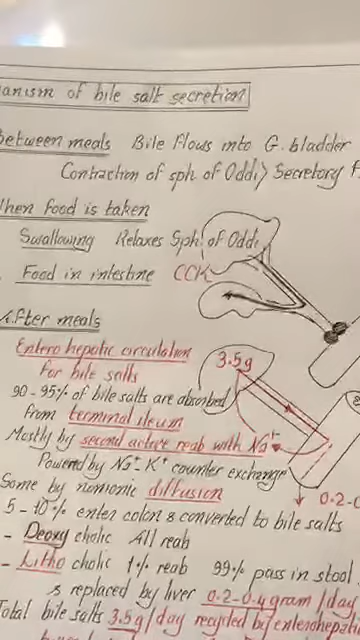 anism of bile salt secretion
between meals Bile flows into G. bladder
Contraction of sph of Oddi > Secretory
When food is taken
Swallowing Relaxes Sph. of Oddi
Food in intestine CCK
After meals
Entero hepatic circulation
for bile salts
3.5g
90 - 95% of bile salts are absorbed
from terminal ileum
Mostly by second active reab with Na+
Powered by Na+- K+ counter exchange
Some by nonionic diffusion
0.2-0
5 - 10% enter colon & converted to bile salts
- Deoxy cholic All reab
- Litho cholic 1% reab 99% pass in stool
is replaced by liver 0.2-0.4gram/day
Total bile salts 3.5g/day recycled by enterohepatic